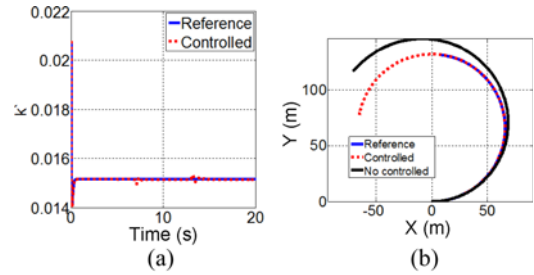 0.022
0.02
0.018
0.016
0.014
k
Reference
Controlled
0 5 10 15 20
Time (s)
(a)
100
50
0
Y (m)
Reference
Controlled
No controlled
-50 0 50
X (m)
(b)